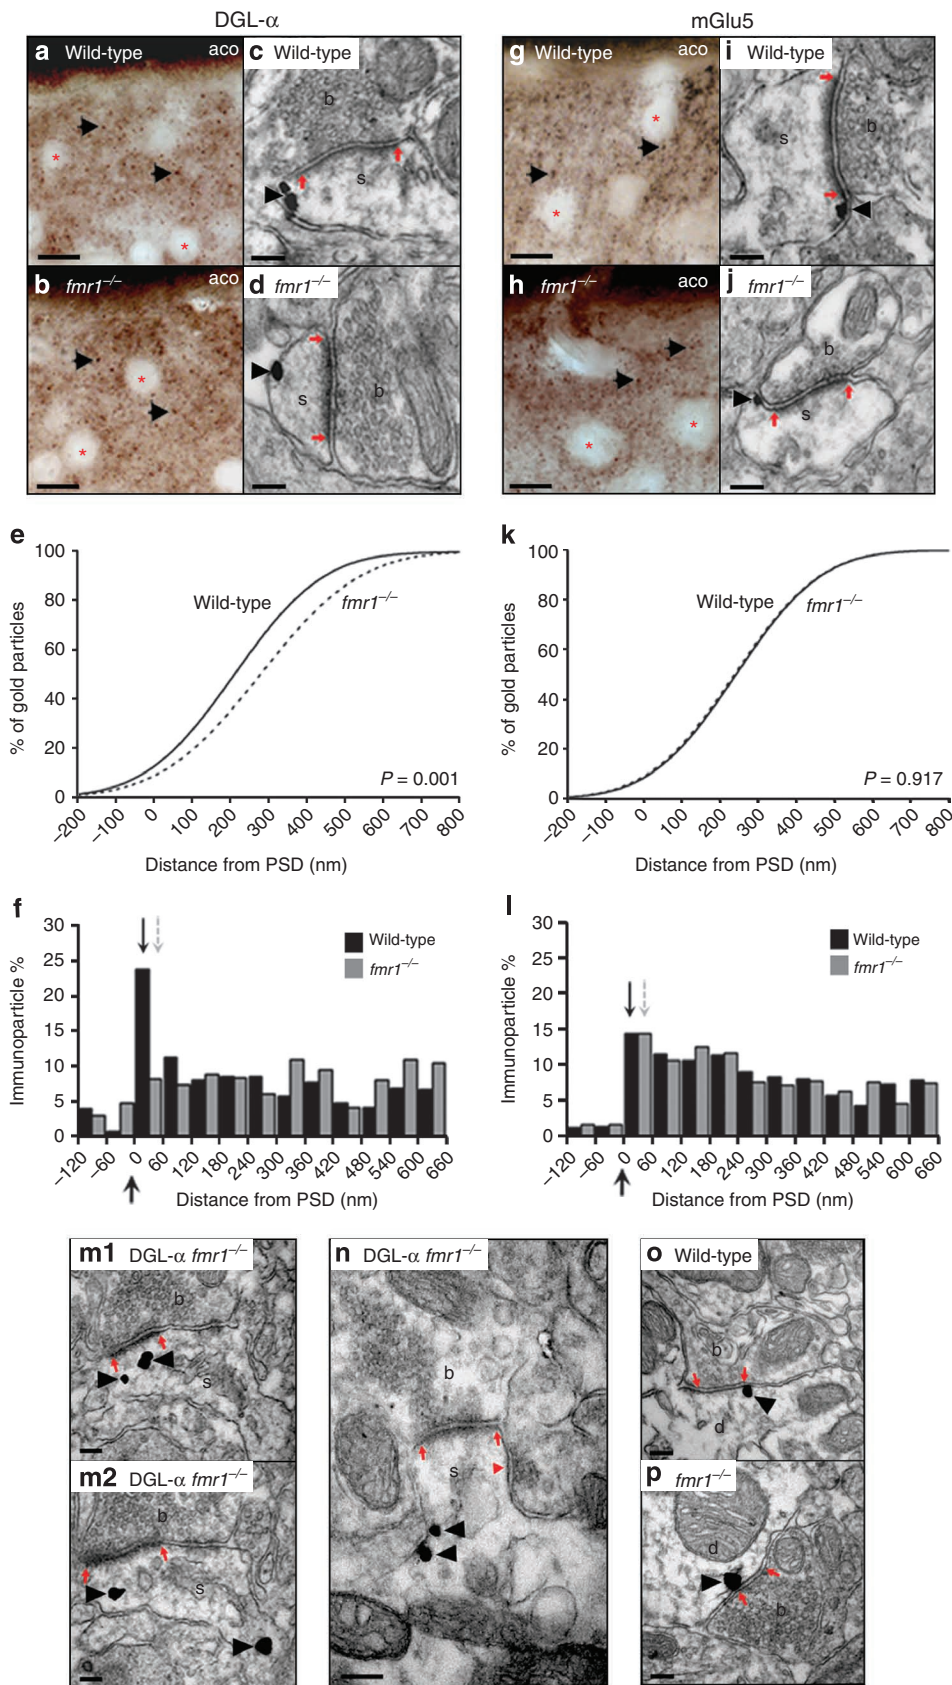 DGL-α
mGlu5
a Wild-type aco
c Wild-type
b
s
b fmr1–/– aco
d fmr1–/–
s
b
g Wild-type aco
i Wild-type
s
b
h fmr1–/– aco
j fmr1–/–
b
s
*
*
*
*
*
*
*
*
e
100
80
60
40
20
0
% of gold particles
Wild-type
fmr1–/–
P = 0.001
–200 –100 0 100 200 300 400 500 600 700 800
Distance from PSD (nm)
k
100
80
60
40
20
0
% of gold particles
Wild-type
fmr1–/–
P = 0.917
–200 –100 0 100 200 300 400 500 600 700 800
Distance from PSD (nm)
f
30
25
20
15
10
5
0
Immunoparticle %
Wild-type
fmr1–/–
–120 –60 0 60 120 180 240 300 360 420 480 540 600 660
Distance from PSD (nm)
l
30
25
20
15
10
5
0
Immunoparticle %
Wild-type
fmr1–/–
–120 –60 0 60 120 180 240 300 360 420 480 540 600 660
Distance from PSD (nm)
m1 DGL-α fmr1–/–
b
s
m2 DGL-α fmr1–/–
b
s
n DGL-α fmr1–/–
b
s
o Wild-type
b
d
p fmr1–/–
d
b